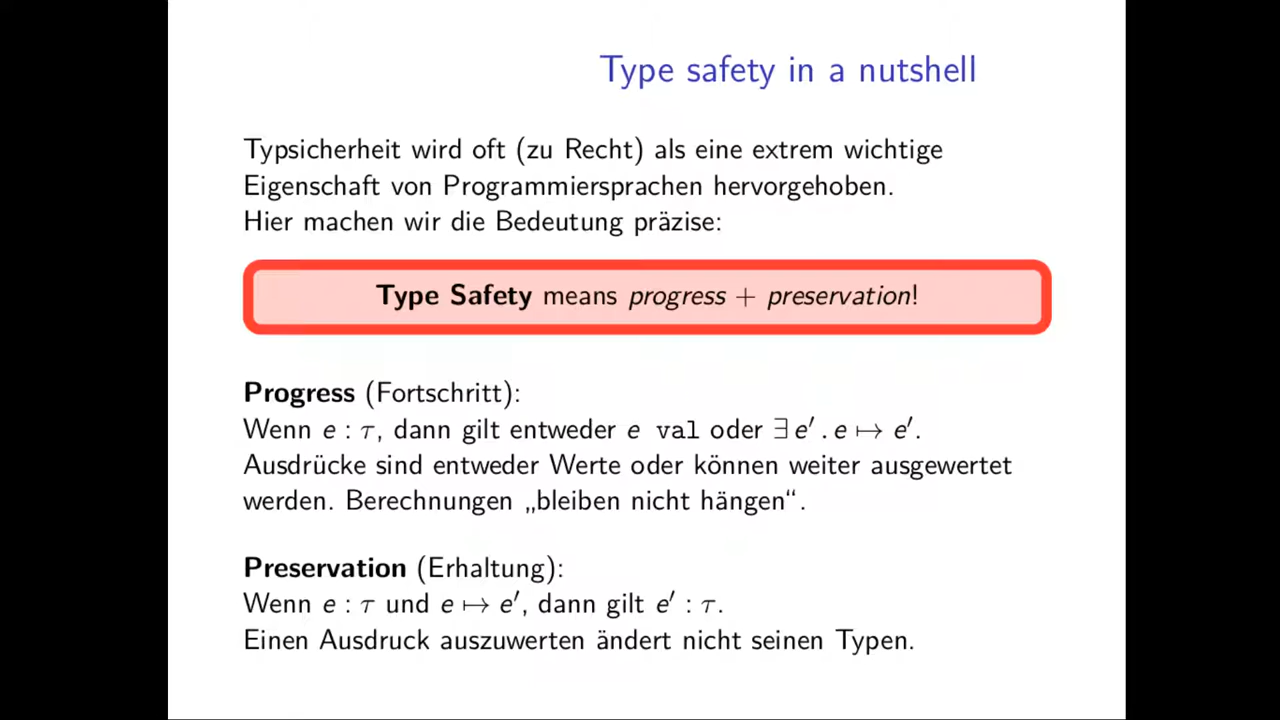 Type safety in a nutshell
Typsicherheit wird oft (zu Recht) als eine extrem wichtige
Eigenschaft von Programmiersprachen hervorgehoben.
Hier machen wir die Bedeutung präzise:
Type Safety means progress + preservation!
Progress (Fortschritt):
Wenn e : τ, dann gilt entweder e val oder ∃ e′ . e ↦ e′.
Ausdrücke sind entweder Werte oder können weiter ausgewertet
werden. Berechnungen „bleiben nicht hängen“.
Preservation (Erhaltung):
Wenn e : τ und e ↦ e′, dann gilt e′ : τ.
Einen Ausdruck auszuwerten ändert nicht seinen Typen.